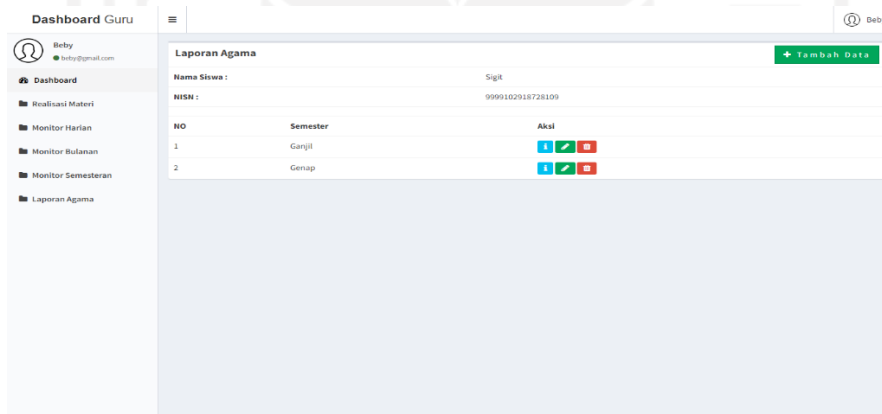 Dashboard Guru
Beb
Beby
beby@gmail.com
Dashboard
Realisasi Materi
Monitor Harian
Monitor Bulanan
Monitor Semesteran
Laporan Agama
Laporan Agama
+ Tambah Data
Nama Siswa : Sigit
NISN : 9999102918728109
NO Semester Aksi
1 Ganjil
2 Genap